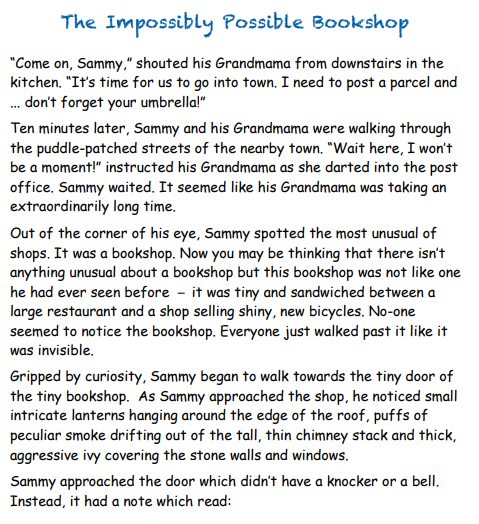 The Impossibly Possible Bookshop
“Come on, Sammy,” shouted his Grandmama from downstairs in the
kitchen. “It’s time for us to go into town. I need to post a parcel and
... don’t forget your umbrella!”
Ten minutes later, Sammy and his Grandmama were walking through
the puddle-patched streets of the nearby town. “Wait here, I won’t
be a moment!” instructed his Grandmama as she darted into the post
office. Sammy waited. It seemed like his Grandmama was taking an
extraordinarily long time.
Out of the corner of his eye, Sammy spotted the most unusual of
shops. It was a bookshop. Now you may be thinking that there isn’t
anything unusual about a bookshop but this bookshop was not like one
he had ever seen before – it was tiny and sandwiched between a
large restaurant and a shop selling shiny, new bicycles. No-one
seemed to notice the bookshop. Everyone just walked past it like it
was invisible.
Gripped by curiosity, Sammy began to walk towards the tiny door of
the tiny bookshop. As Sammy approached the shop, he noticed small
intricate lanterns hanging around the edge of the roof, puffs of
peculiar smoke drifting out of the tall, thin chimney stack and thick,
aggressive ivy covering the stone walls and windows.
Sammy approached the door which didn’t have a knocker or a bell.
Instead, it had a note which read: